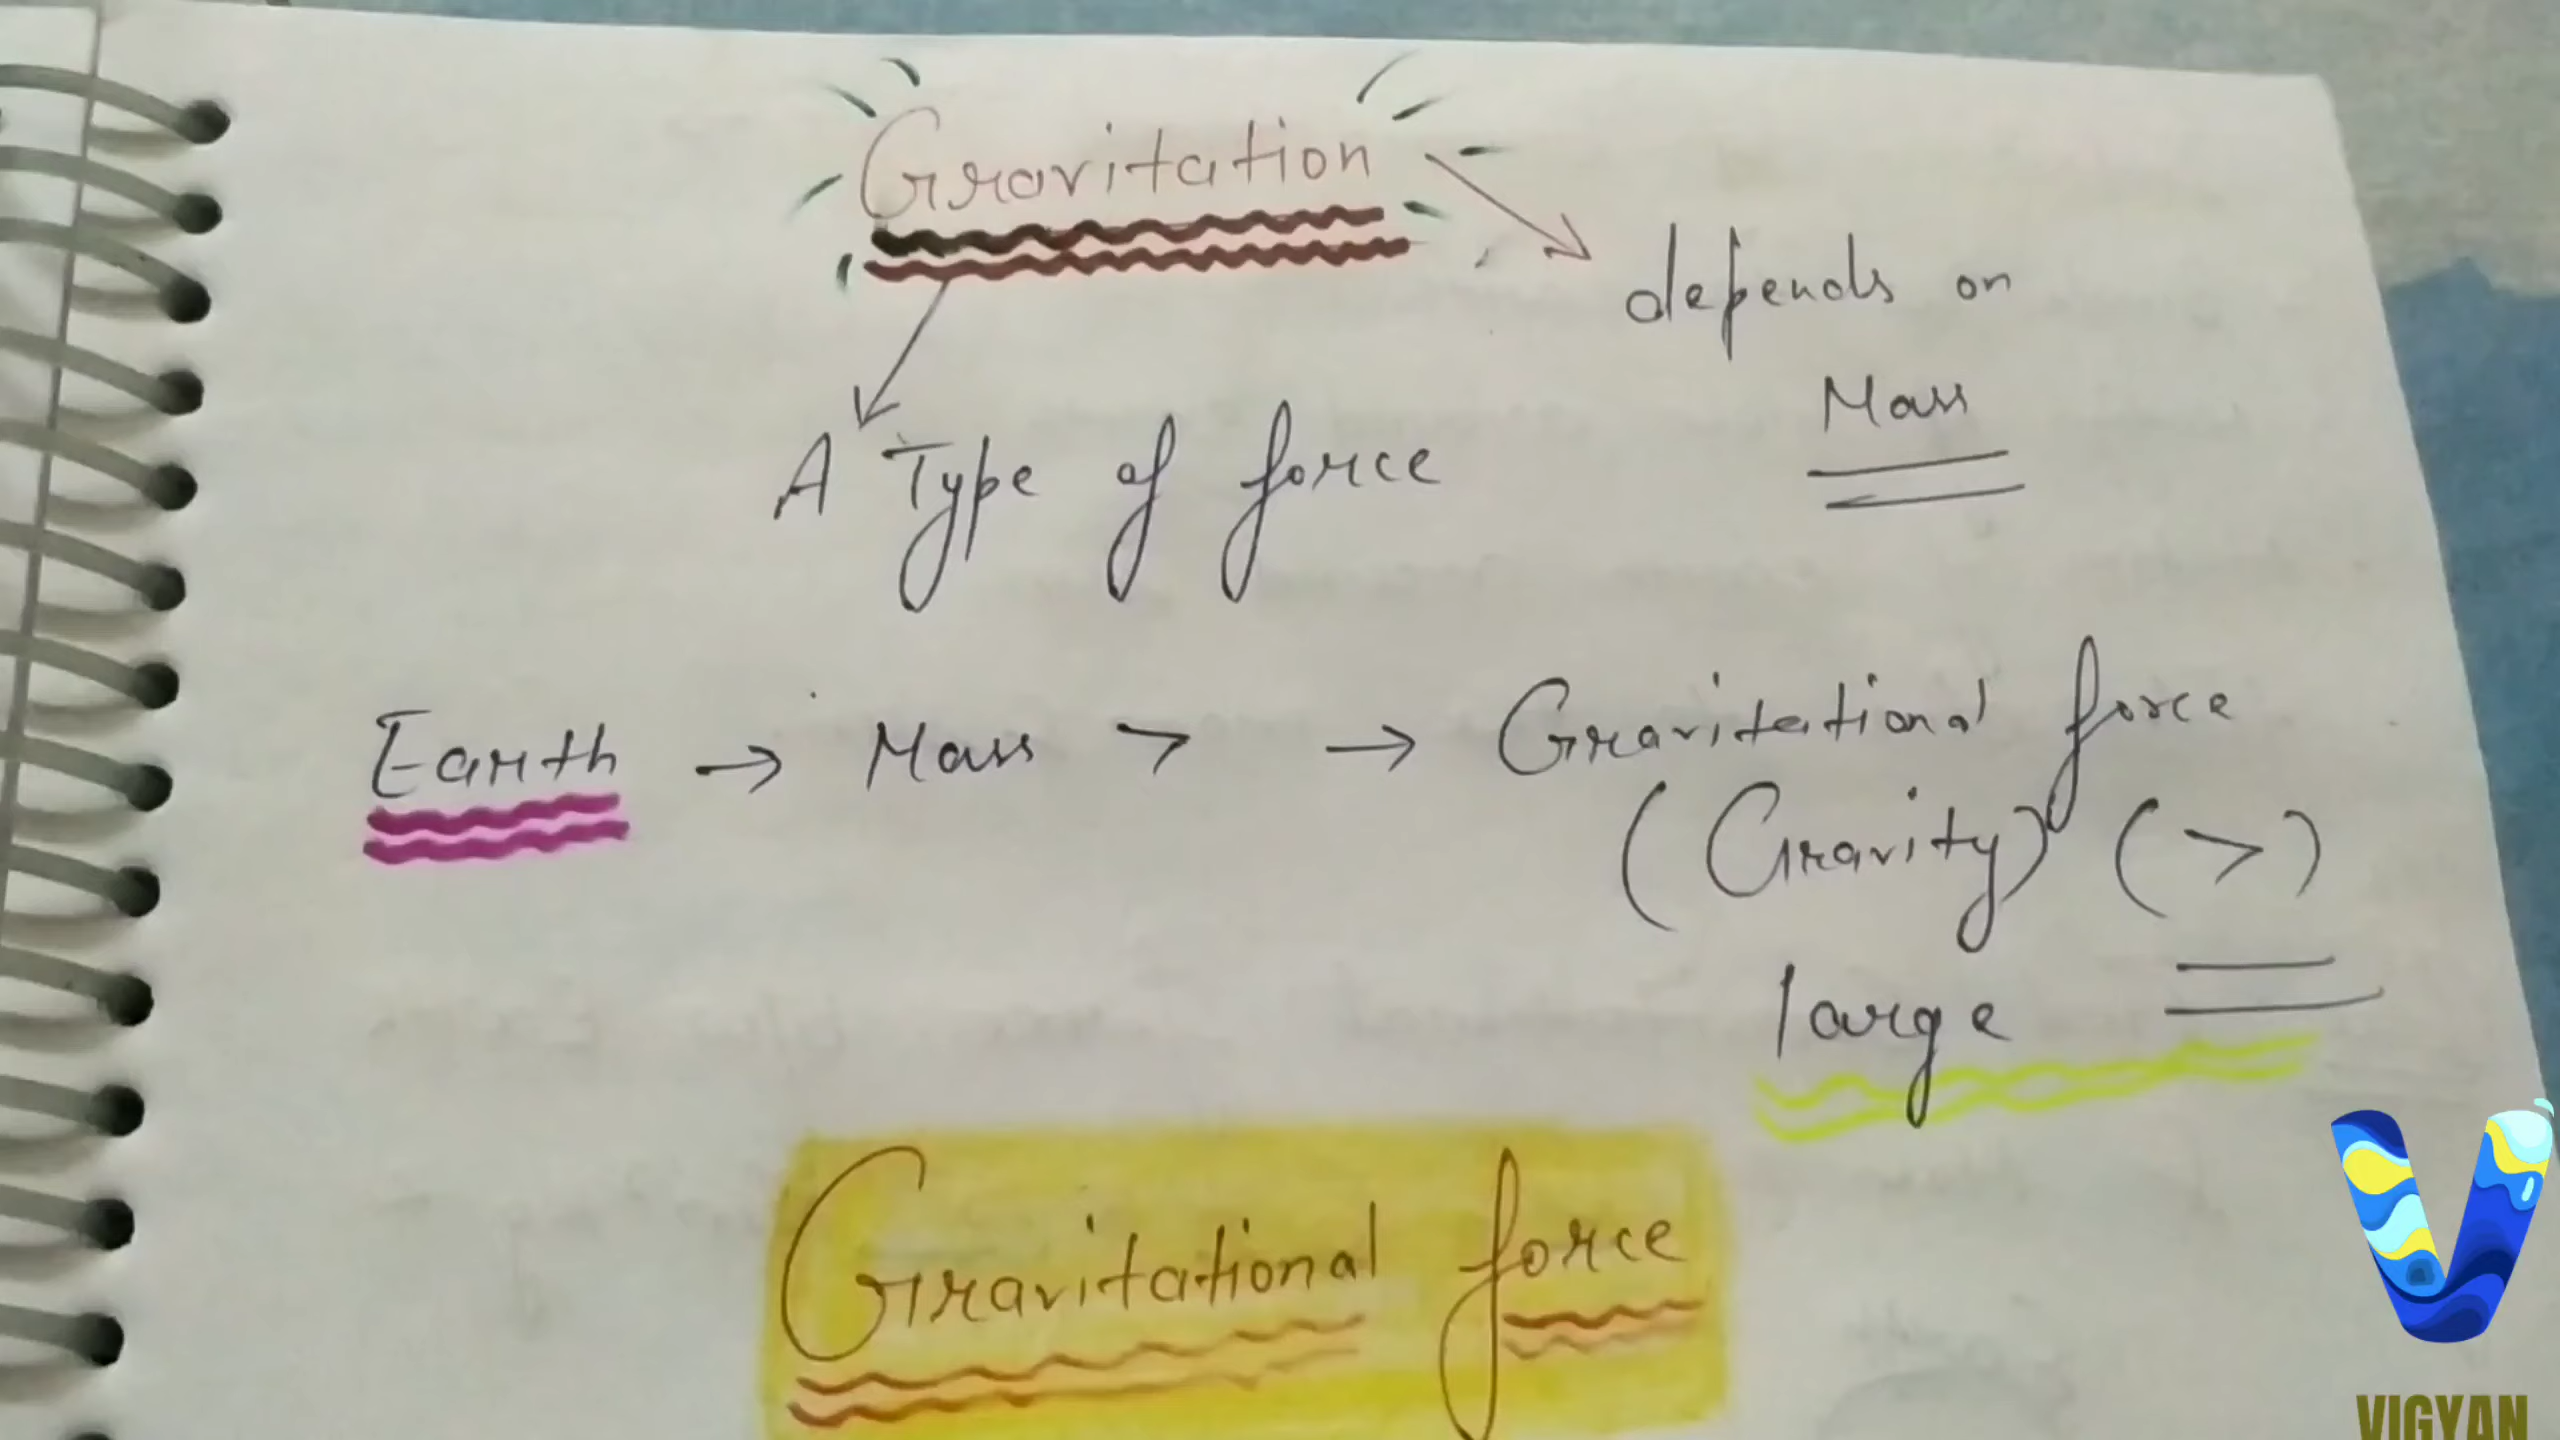 Gravitation
depends on
Mass
A Type of force
Earth → Mass > → Gravitational force
(Gravity) (>)
large
Gravitational force
VIGYAN